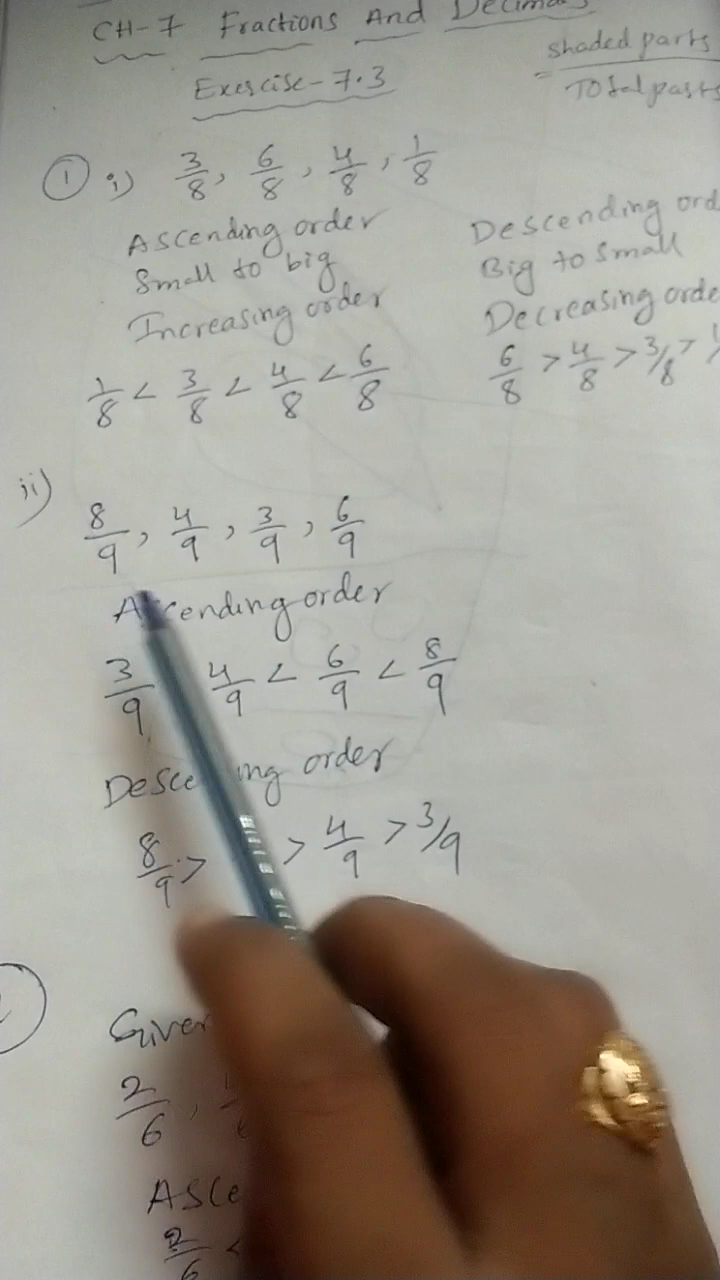 CH-7 Fractions And
Exercise-7.3
shaded parts
=
Total parts
① i) 3/8, 6/8, 4/8, 1/8
Ascending order
Small to big
Increasing order
1/8 < 3/8 < 4/8 < 6/8
Descending
Big to Small
Decreasing
6/8 > 4/8 > 3/8 >
ii)
8/9, 4/9, 3/9, 6/9
Ascending order
3/9 4/9 < 6/9 < 8/9
order
8/9 > > 4/9 > 3/9
2/6,
2/6 <